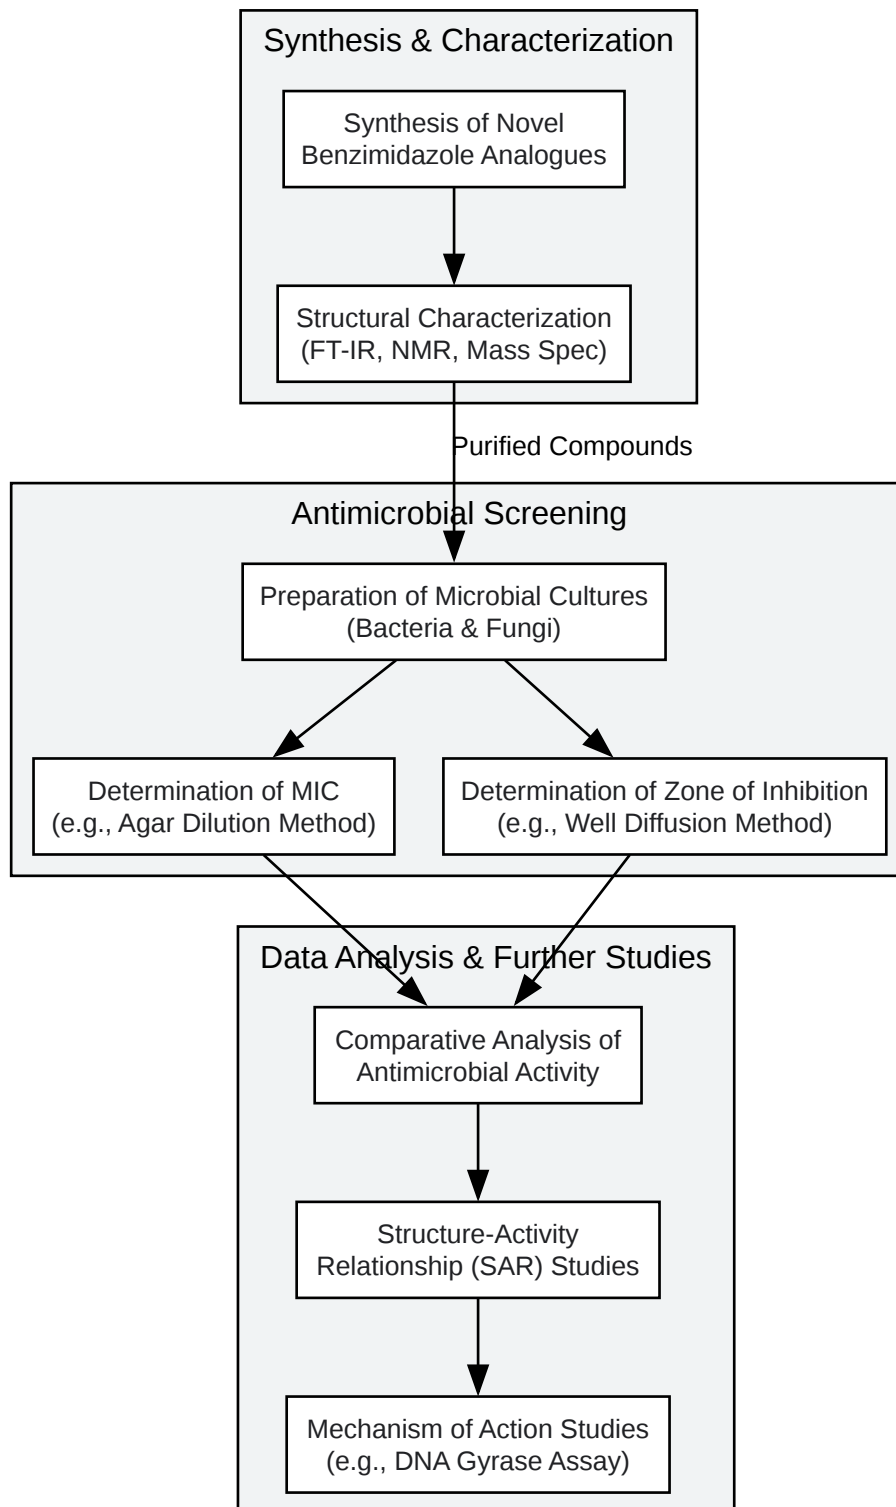 Synthesis & Characterization
Synthesis of Novel
Benzimidazole Analogues
Structural Characterization
(FT-IR, NMR, Mass Spec)
Purified Compounds
Antimicrobial Screening
Preparation of Microbial Cultures
(Bacteria & Fungi)
Determination of MIC
(e.g., Agar Dilution Method)
Determination of Zone of Inhibition
(e.g., Well Diffusion Method)
Data Analysis & Further Studies
Comparative Analysis of
Antimicrobial Activity
Structure-Activity
Relationship (SAR) Studies
Mechanism of Action Studies
(e.g., DNA Gyrase Assay)